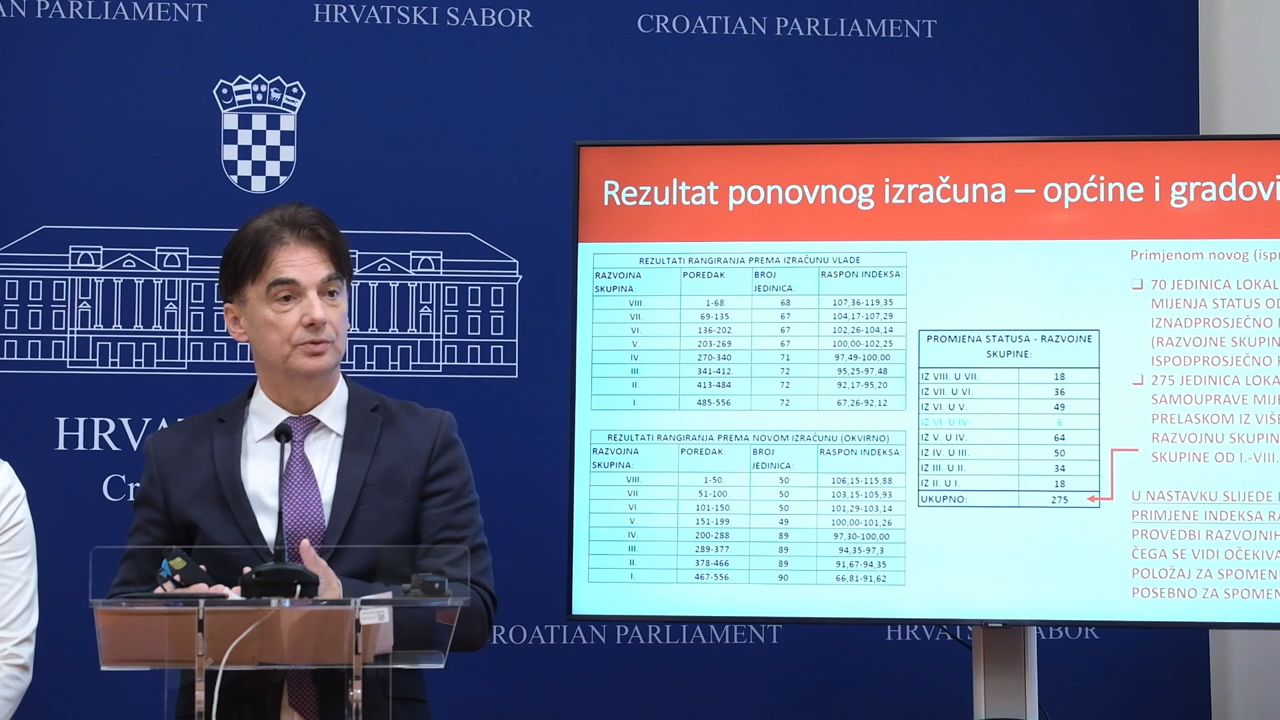 AN PARLIAMENT
HRVATSKI SABOR
CROATIAN PARLIAMENT
Rezultat ponovnog izračuna – općine i gradovi
REZULTATI RANGIRANJA PREMA IZRAČUNU VLADE
RAZVOJNA SKUPINA: POREDAK: BROJ JEDINICA: RASPON INDEKSA:
VIII. 1-68. 68 107,36-119,35
VII. 69-135. 67 104,17-107,29
VI. 136-202. 67 102,26-104,14
V. 203-269. 67 100,00-102,25
IV. 270-340. 71 97,49-100,00
III. 341-412. 72 95,25-97,48
II. 413-484. 72 92,17-95,20
I. 485-556. 72 67,26-92,12
REZULTATI RANGIRANJA PREMA NOVOM IZRAČUNU (OKVIRNO)
RAZVOJNA SKUPINA: POREDAK: BROJ JEDINICA: RASPON INDEKSA:
VIII. 1-50. 50 106,15-115,88
VII. 51-100. 50 103,15-105,93
VI. 101-150 50 101,29-103,14
V. 151-199. 49 100,00-101,26
IV. 200-288. 89 97,30-100,00
III. 289-377. 89 94,35-97,3
II. 378-466. 89 91,67-94,35
I. 467-556. 90 66,81-91,62
PROMJENA STATUSA - RAZVOJNE
SKUPINE:
IZ VIII. U VII. 18
IZ VII. U VI. 36
IZ VI. U V. 49
IZ VI. U IV. 6
IZ V. U IV. 64
IZ IV. U III. 50
IZ III. U II. 34
IZ II. U I. 18
UKUPNO: 275
Primjenom novog (isp
70 JEDINICA LOKAL
MIJENJA STATUS OD
IZNADPROSJEČNO
(RAZVOJNE SKUPIN
ISPODPROSJEČNO
275 JEDINICA LOKA
SAMOUPRAVE MIJE
PRELASKOM IZ VIŠE
RAZVOJNU SKUPIN
SKUPINE OD I.-VIII.
U NASTAVKU SLIJEDE
PRIMJENE INDEKSA RA
PROVEDBI RAZVOJNIH
ČEGA SE VIDI OČEKIVA
POLOŽAJ ZA SPOMEN
POSEBNO ZA SPOMEN
HRVA
Cr
ROATIAN PARLIAMENT
HRVATS SABOR